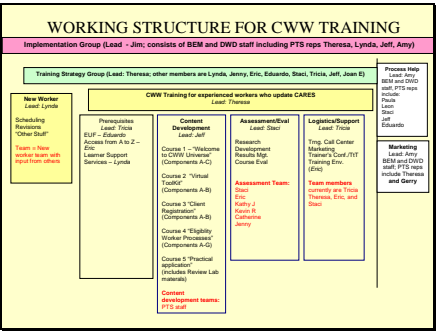 WORKING STRUCTURE FOR CWW TRAINING
Implementation Group (Lead - Jim; consists of BEM and DWD staff including PTS reps Theresa, Lynda, Jeff, Amy)
Training Strategy Group (Lead: Theresa; other members are Lynda, Jenny, Eric, Eduardo, Staci, Tricia, Jeff, Joan E)
Process Help
Lead: Amy
BEM and DWD
staff, PTS reps
include:
Paula
Leon
Staci
Jeff
Eduardo
CWW Training for experienced workers who update CARES
Lead: Theresa
New Worker
Lead: Lynda
Scheduling
Revisions
"Other Stuff"
Team = New
worker team with
input from others
Prerequisites
Lead: Tricia
EUF – Eduardo
Access from A to Z –
Eric
Learner Support
Services – Lynda
Content
Development
Lead: Jeff
Course 1 – "Welcome
to CWW Universe"
(Components A-C)
Course 2 "Virtual
ToolKit"
(Components A-B)
Course 3 "Client
Registration"
(Components A-B)
Course 4 "Eligiblity
Worker Processes"
(Components A-G)
Course 5 "Practical
application"
(includes Review Lab
materals)
Content
development teams:
PTS staff
Assessment/Eval
Lead: Staci
Research
Development
Results Mgt.
Course Eval
Assessment Team:
Staci
Eric
Kathy J
Kevin R
Catherine
Jenny
Logistics/Support
Lead: Tricia
Trng. Call Center
Marketing
Trainer's Conf./TtT
Training Env.
(Eric)
Team members
currently are Tricia
Theresa, Eric, and
Staci
Marketing
Lead: Amy
BEM and DWD
staff; PTS reps
include Theresa
and Gerry